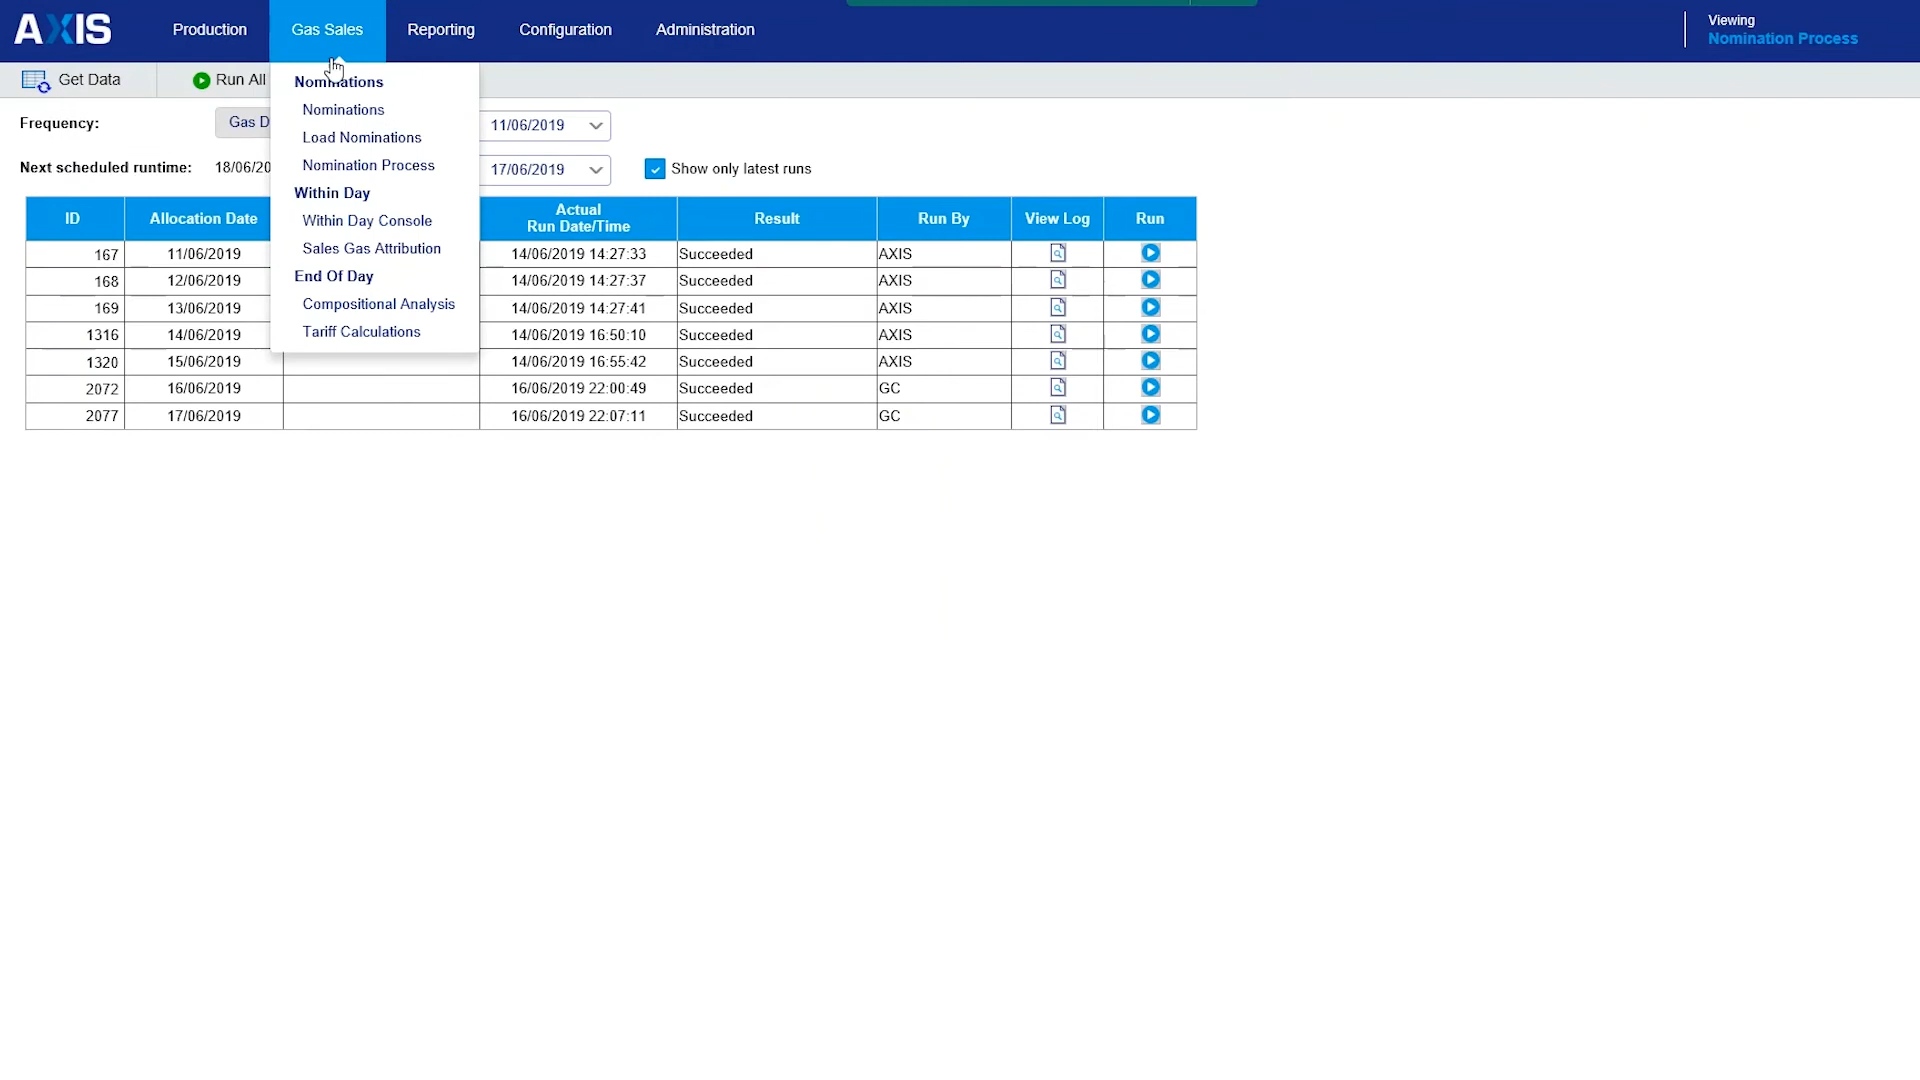 AXIS
Production Gas Sales Reporting Configuration Administration
Viewing
Nomination Process
Get Data Run All
Nominations
Nominations
Load Nominations
Nomination Process
Within Day
Within Day Console
Sales Gas Attribution
End Of Day
Compositional Analysis
Tariff Calculations
Frequency: Gas D 11/06/2019
Next scheduled runtime: 18/06/20 17/06/2019 Show only latest runs
ID Allocation Date Actual Run Date/Time Result Run By View Log Run
167 11/06/2019 14/06/2019 14:27:33 Succeeded AXIS
168 12/06/2019 14/06/2019 14:27:37 Succeeded AXIS
169 13/06/2019 14/06/2019 14:27:41 Succeeded AXIS
1316 14/06/2019 14/06/2019 16:50:10 Succeeded AXIS
1320 15/06/2019 14/06/2019 16:55:42 Succeeded AXIS
2072 16/06/2019 16/06/2019 22:00:49 Succeeded GC
2077 17/06/2019 16/06/2019 22:07:11 Succeeded GC